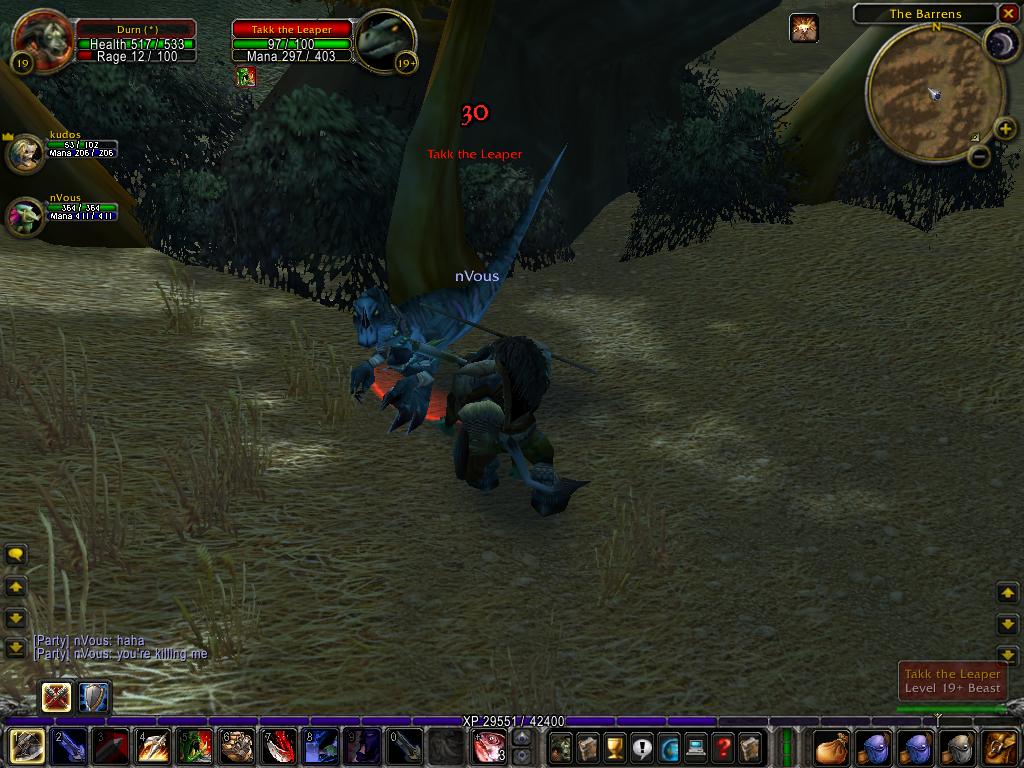 Durn (*)
Health 517 / 533
Rage 12 / 100
19
Takk the Leaper
97 / 100
Mana 297 / 403
19+
The Barrens
N
30
Takk the Leaper
kudos
53 / 102
Mana 206 / 206
nVous
364 / 364
Mana 411 / 411
nVous
[Party] nVous: haha
[Party] nVous: you're killing me
Takk the Leaper
Level 19+ Beast
XP 29551 / 42400
1 2 3 4 5 6 7 8 9 0
3